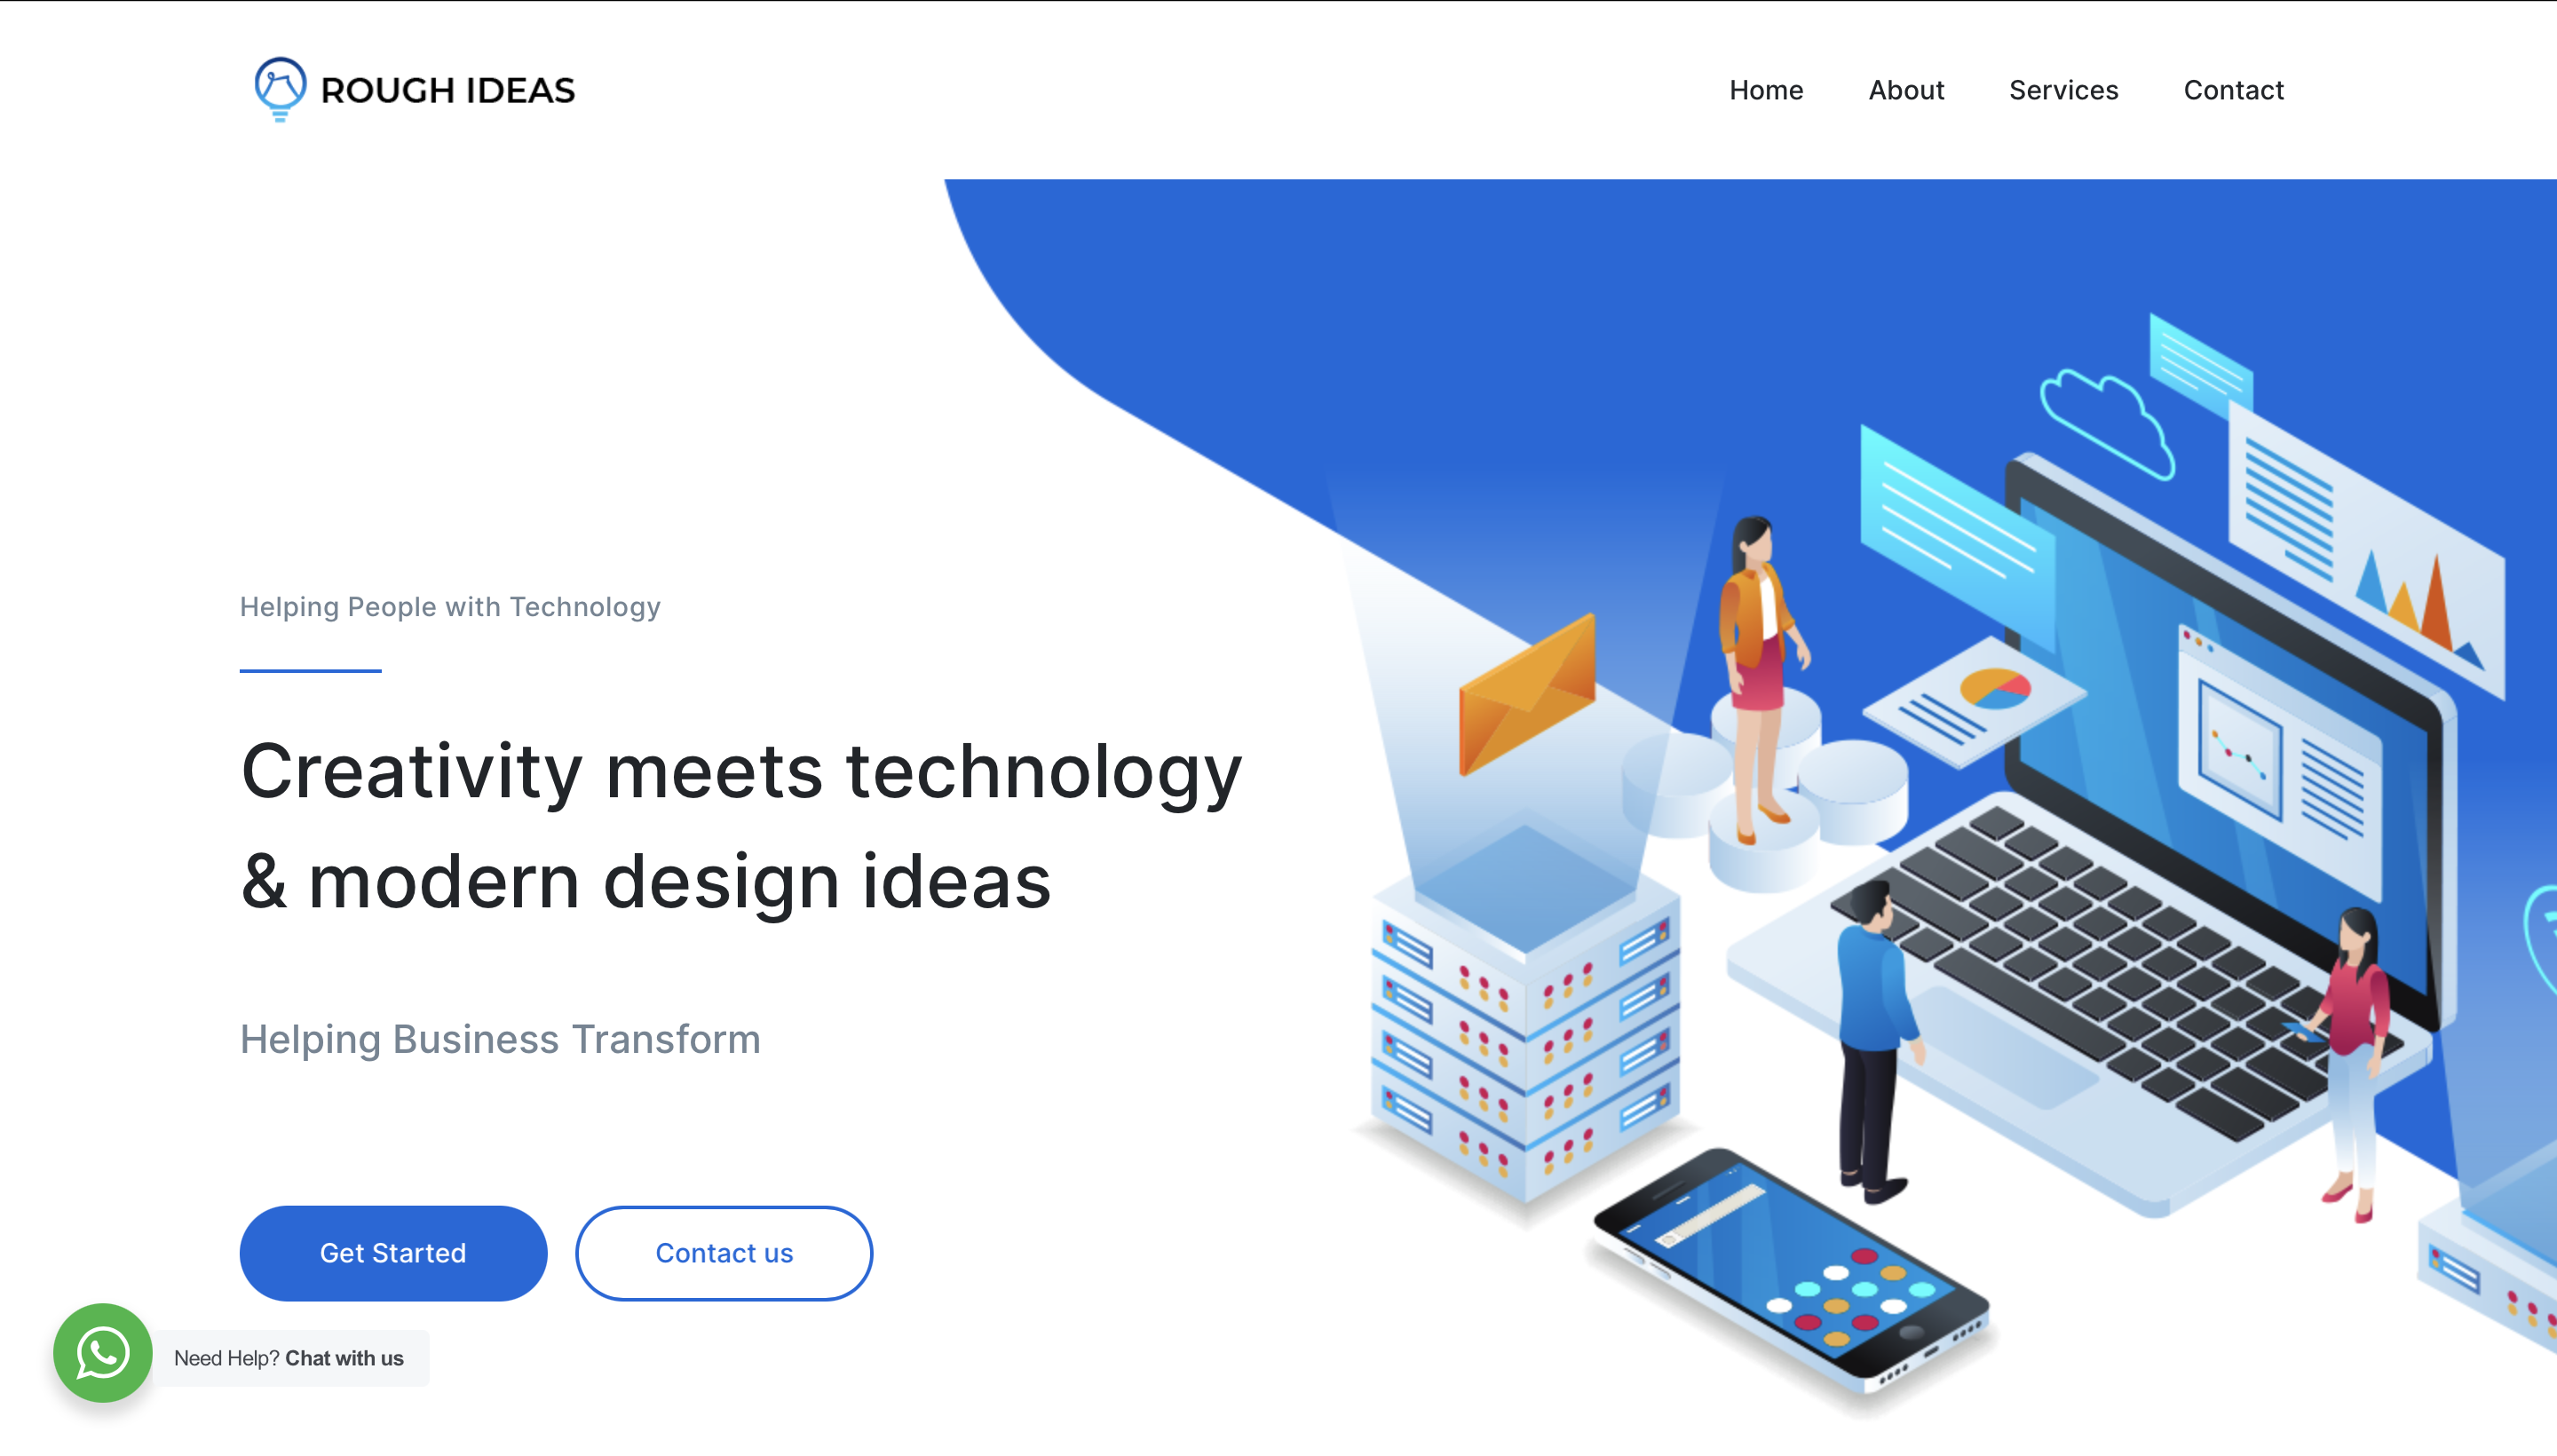 ROUGH IDEAS
Home About Services Contact
Helping People with Technology
Creativity meets technology
& modern design ideas
Helping Business Transform
Get Started Contact us
Need Help? Chat with us